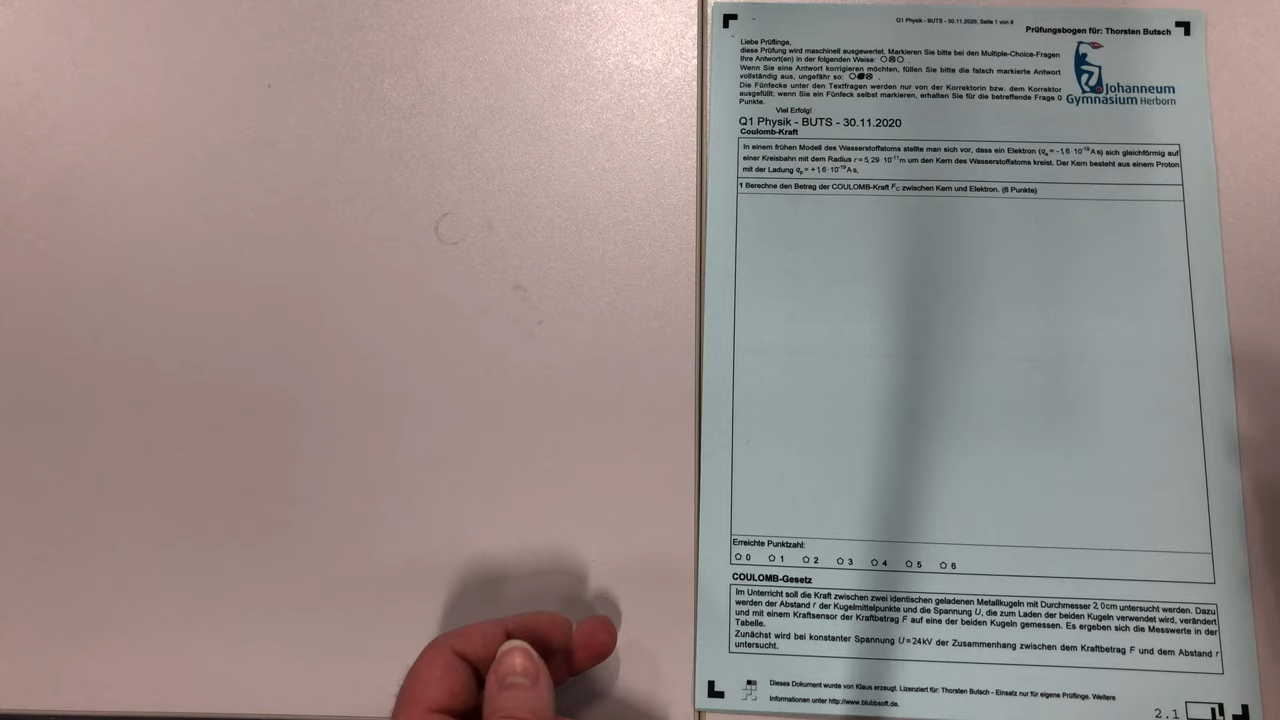 Q1 Physik - BUTS - 30.11.2020, Seite 1 von 8
Prüfungsbogen für: Thorsten Butsch
Liebe Prüflinge,
diese Prüfung wird maschinell ausgewertet. Markieren Sie bitte bei den Multiple-Choice-Fragen
Ihre Antwort(en) in der folgenden Weise: ○⊗○ .
Wenn Sie eine Antwort korrigieren möchten, füllen Sie bitte die falsch markierte Antwort
vollständig aus, ungefähr so: ○●⊗ .
Die Fünfecke unter den Textfragen werden nur von der Korrektorin bzw. dem Korrektor
ausgefüllt; wenn Sie ein Fünfeck selbst markieren, erhalten Sie für die betreffende Frage 0
Punkte.
Viel Erfolg!
Johanneum
Gymnasium Herborn
Q1 Physik - BUTS - 30.11.2020
Coulomb-Kraft
In einem frühen Modell des Wasserstoffatoms stellte man sich vor, dass ein Elektron (qₑ = -1,6·10⁻¹⁹ As) sich gleichförmig auf
einer Kreisbahn mit dem Radius r = 5,29·10⁻¹¹ m um den Kern des Wasserstoffatoms kreist. Der Kern besteht aus einem Proton
mit der Ladung qₚ = +1,6·10⁻¹⁹ As.
1 Berechne den Betrag der COULOMB-Kraft F_C zwischen Kern und Elektron. (6 Punkte)
Erreichte Punktzahl:
0 1 2 3 4 5 6
COULOMB-Gesetz
Im Unterricht soll die Kraft zwischen zwei identischen geladenen Metallkugeln mit Durchmesser 2,0cm untersucht werden. Dazu
werden der Abstand r der Kugelmittelpunkte und die Spannung U, die zum Laden der beiden Kugeln verwendet wird, verändert
und mit einem Kraftsensor der Kraftbetrag F auf eine der beiden Kugeln gemessen. Es ergeben sich die Messwerte in der
Tabelle.
Zunächst wird bei konstanter Spannung U=24kV der Zusammenhang zwischen dem Kraftbetrag F und dem Abstand r
untersucht.
Dieses Dokument wurde von Klaus erzeugt. Lizenziert für: Thorsten Butsch - Einsatz nur für eigene Prüflinge. Weitere
Informationen unter http://www.blubbsoft.de.
2.1